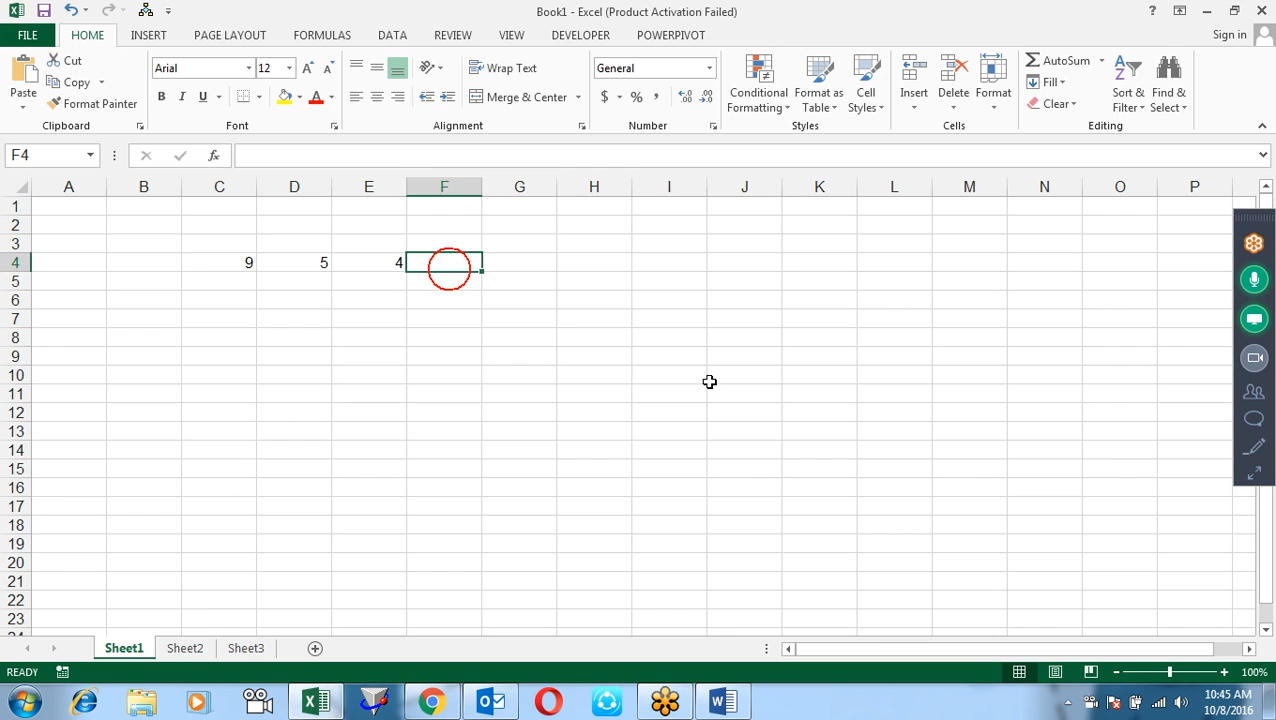 Book1 - Excel (Product Activation Failed)
FILE HOME INSERT PAGE LAYOUT FORMULAS DATA REVIEW VIEW DEVELOPER POWERPIVOT Sign in
Paste
Cut
Copy
Format Painter
Clipboard
Arial 12
B I U
Font
Wrap Text
Merge & Center
Alignment
General
$ % ,
Number
Conditional Formatting
Format as Table
Cell Styles
Styles
Insert Delete Format
Cells
AutoSum
Fill
Clear
Sort & Filter
Find & Select
Editing
F4 fx
A B C D E F G H I J K L M N O P
1
2
3
4 9 5 4
5
6
7
8
9
10
11
12
13
14
15
16
17
18
19
20
21
22
23
24
Sheet1 Sheet2 Sheet3
READY 100%
10:45 AM
10/8/2016